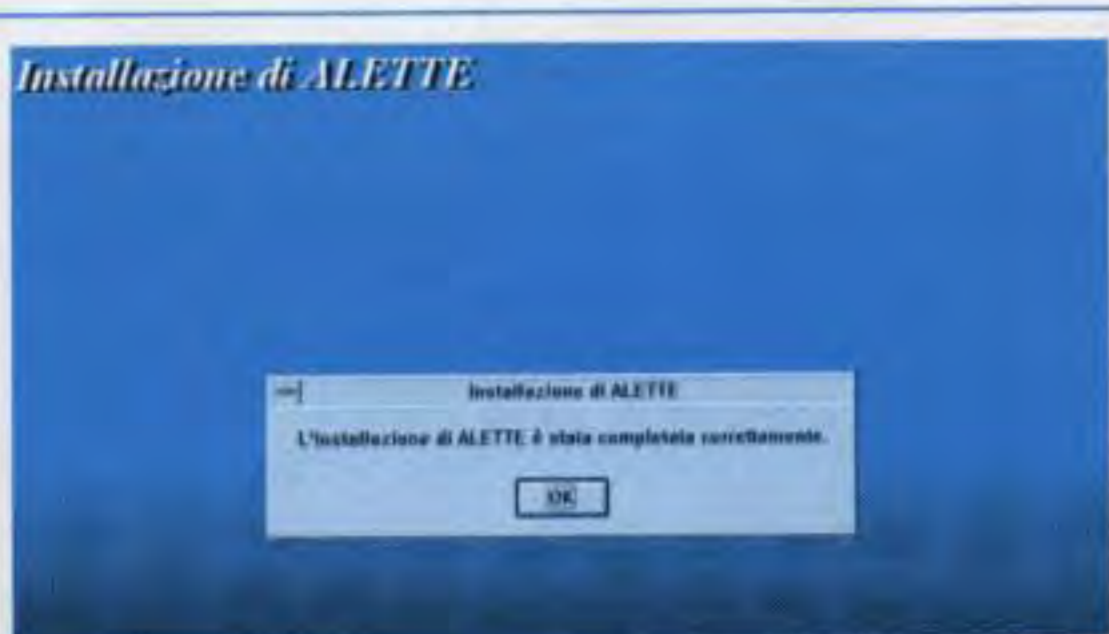 Installazione di ALETTE
Installazione di ALETTE
L'installazione di ALETTE è stata completata correttamente.
OK